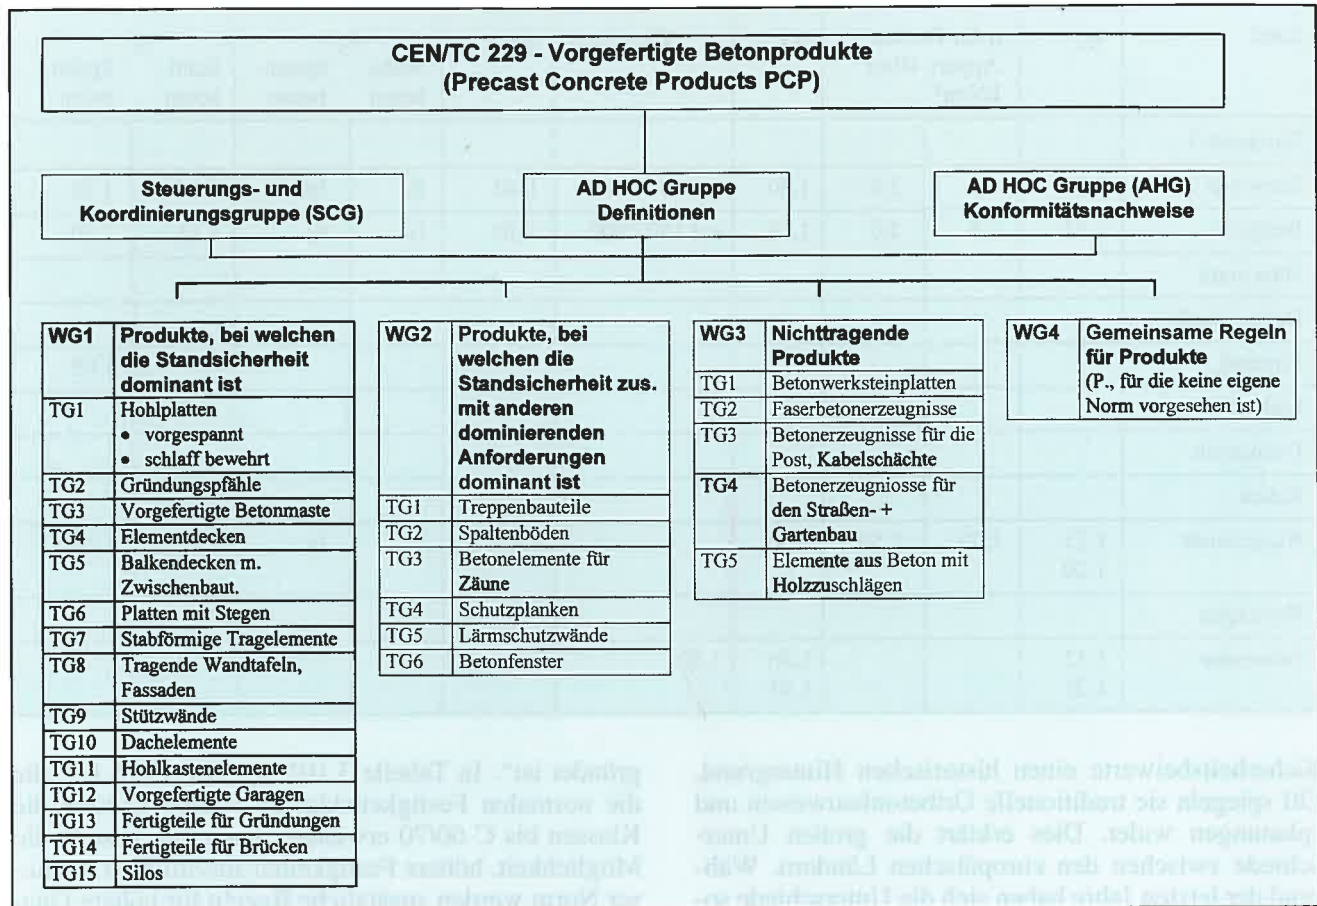 CEN/TC 229 - Vorgefertigte Betonprodukte
(Precast Concrete Products PCP)
Steuerungs- und
Koordinierungsgruppe (SCG)
AD HOC Gruppe
Definitionen
AD HOC Gruppe (AHG)
Konformitätsnachweise
WG1 Produkte, bei welchen
die Standsicherheit
dominant ist
TG1 Hohlplatten
• vorgespannt
• schlaff bewehrt
TG2 Gründungspfähle
TG3 Vorgefertigte Betonmaste
TG4 Elementdecken
TG5 Balkendecken m.
Zwischenbaut.
TG6 Platten mit Stegen
TG7 Stabförmige Tragelemente
TG8 Tragende Wandtafeln,
Fassaden
TG9 Stützwände
TG10 Dachelemente
TG11 Hohlkastenelemente
TG12 Vorgefertigte Garagen
TG13 Fertigteile für Gründungen
TG14 Fertigteile für Brücken
TG15 Silos
WG2 Produkte, bei
welchen die
Standsicherheit zus.
mit anderen
dominierenden
Anforderungen
dominant ist
TG1 Treppenbauteile
TG2 Spaltenböden
TG3 Betonelemente für
Zäune
TG4 Schutzplanken
TG5 Lärmschutzwände
TG6 Betonfenster
WG3 Nichttragende
Produkte
TG1 Betonwerksteinplatten
TG2 Faserbetonerzeugnisse
TG3 Betonerzeugnisse für die
Post, Kabelschächte
TG4 Betonerzeugniosse für
den Straßen- +
Gartenbau
TG5 Elemente aus Beton mit
Holzzuschlägen
WG4 Gemeinsame Regeln
für Produkte
(P., für die keine eigene
Norm vorgesehen ist)